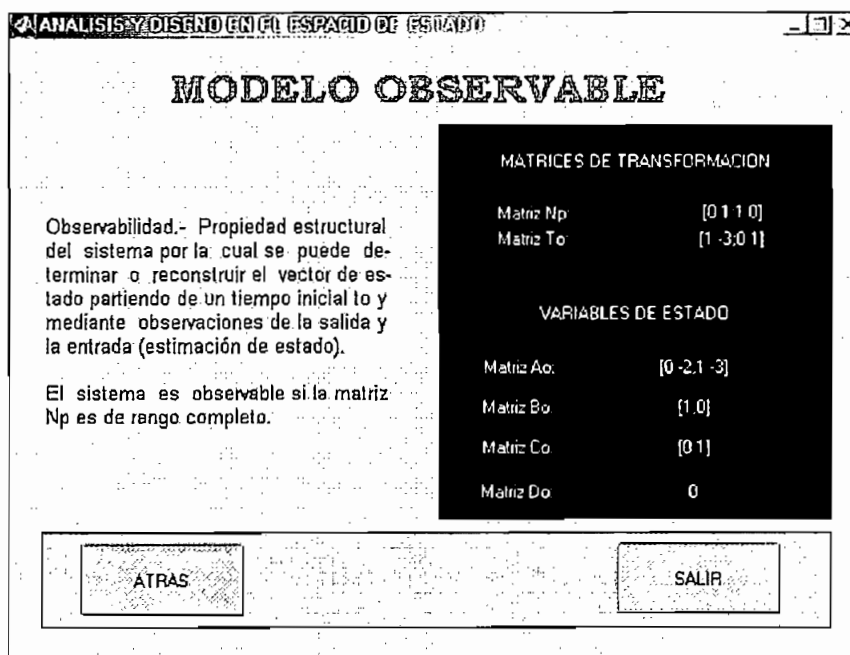 ANALISIS Y DISEÑO EN EL ESPACIO DE ESTADO
MODELO OBSERVABLE
Observabilidad.- Propiedad estructural
del sistema por la cual se puede de-
terminar o reconstruir el vector de es-
tado partiendo de un tiempo inicial to y
mediante observaciones de la salida y
la entrada (estimación de estado).
El sistema es observable si la matriz
Np es de rango completo.
MATRICES DE TRANSFORMACION
Matriz Np: [0 1;1 0]
Matriz To: [1 -3;0 1]
VARIABLES DE ESTADO
Matriz Ao: [0 -2;1 -3]
Matriz Bo: [1;0]
Matriz Co: [0 1]
Matriz Do: 0
ATRAS
SALIR